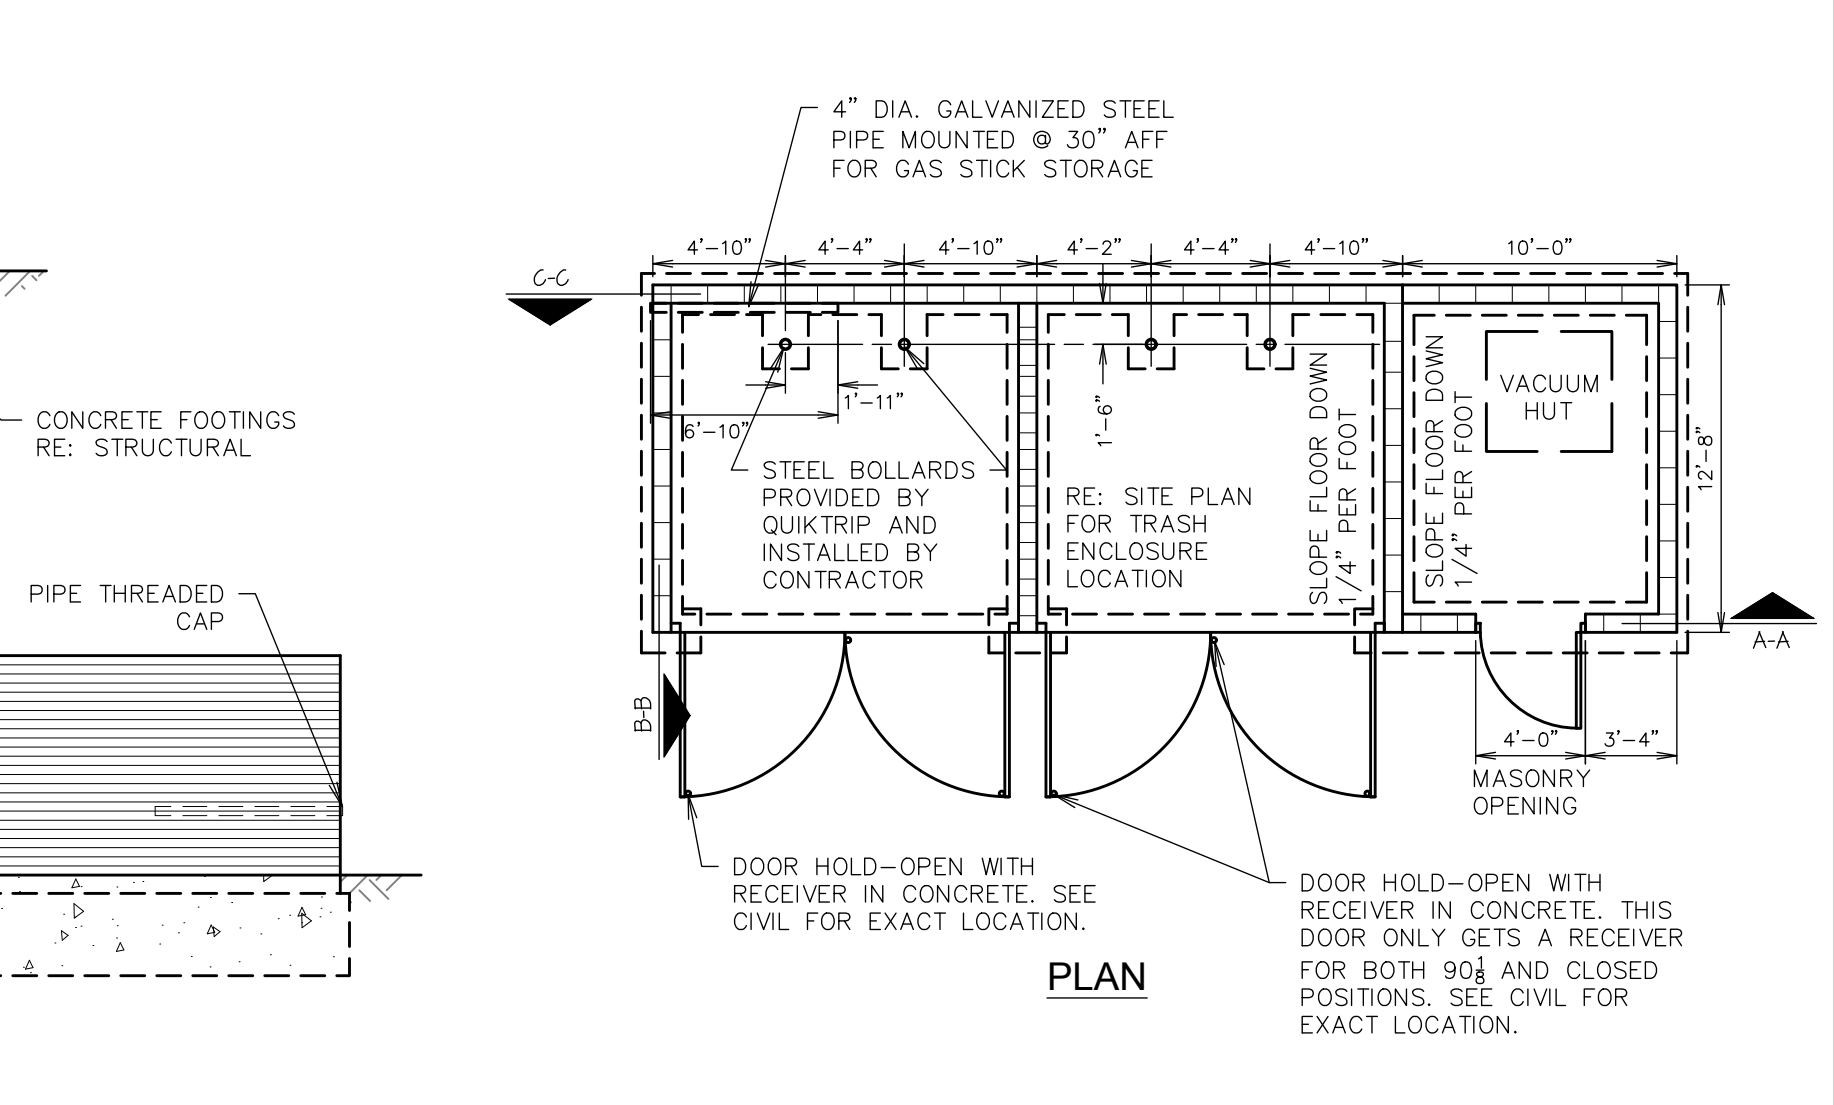 4” DIA. GALVANIZED STEEL
PIPE MOUNTED @ 30” AFF
FOR GAS STICK STORAGE
4’-10”
4’-4”
4’-10”
4’-2”
4’-4”
4’-10”
10’-0”
C-C
1’-11”
6’-10”
1’-6”
STEEL BOLLARDS
PROVIDED BY
QUIKTRIP AND
INSTALLED BY
CONTRACTOR
RE: SITE PLAN
FOR TRASH
ENCLOSURE
LOCATION
SLOPE FLOOR DOWN
1/4” PER FOOT
SLOPE FLOOR DOWN
1/4” PER FOOT
VACUUM
HUT
12’-8”
A-A
B-B
4’-0”
3’-4”
MASONRY
OPENING
CONCRETE FOOTINGS
RE: STRUCTURAL
PIPE THREADED
CAP
DOOR HOLD-OPEN WITH
RECEIVER IN CONCRETE. SEE
CIVIL FOR EXACT LOCATION.
DOOR HOLD-OPEN WITH
RECEIVER IN CONCRETE. THIS
DOOR ONLY GETS A RECEIVER
FOR BOTH 90⅛ AND CLOSED
POSITIONS. SEE CIVIL FOR
EXACT LOCATION.
PLAN